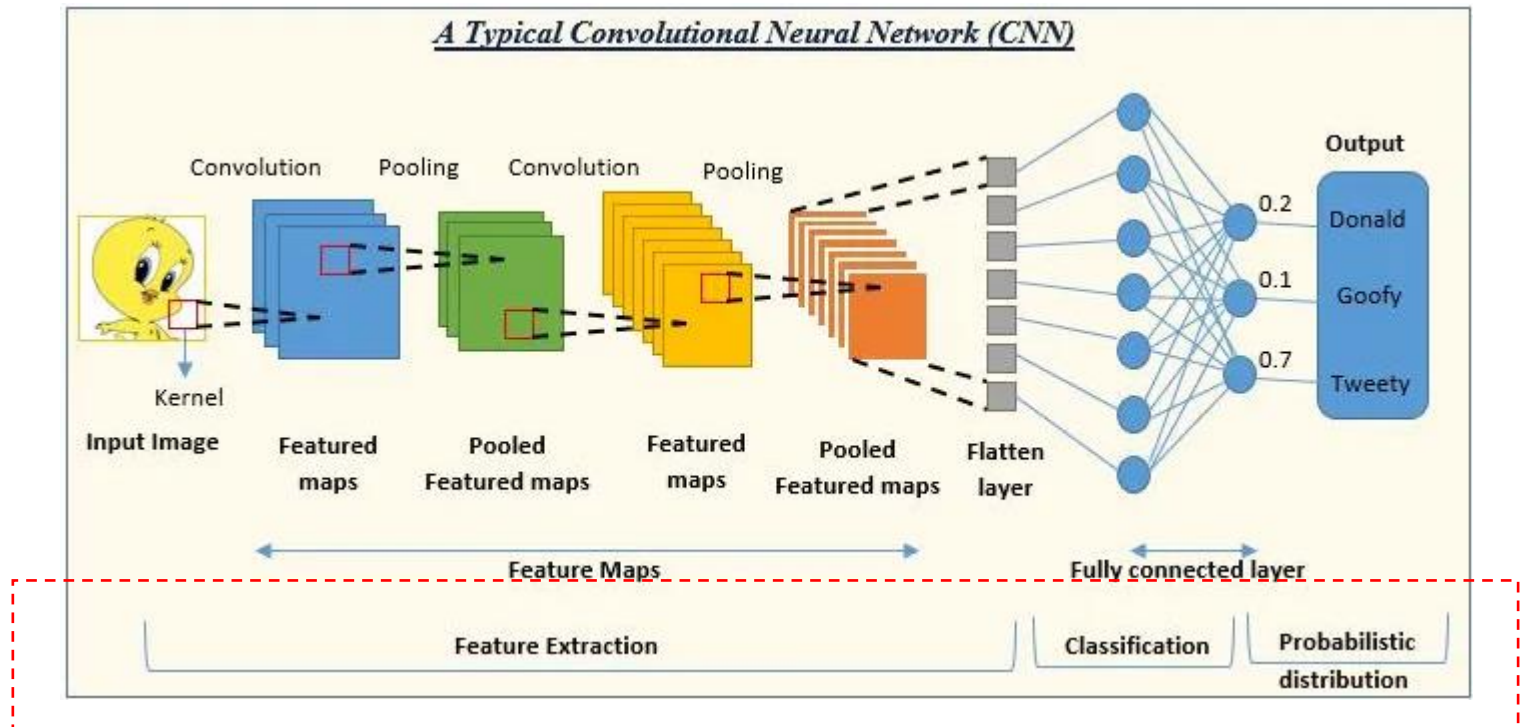 A Typical Convolutional Neural Network (CNN)
Convolution
Pooling
Convolution
Pooling
Output
0.2
Donald
0.1
Goofy
0.7
Tweety
Kernel
Input Image
Featured
maps
Pooled
Featured maps
Featured
maps
Pooled
Featured maps
Flatten
layer
Feature Maps
Fully connected layer
Feature Extraction
Classification
Probabilistic
distribution